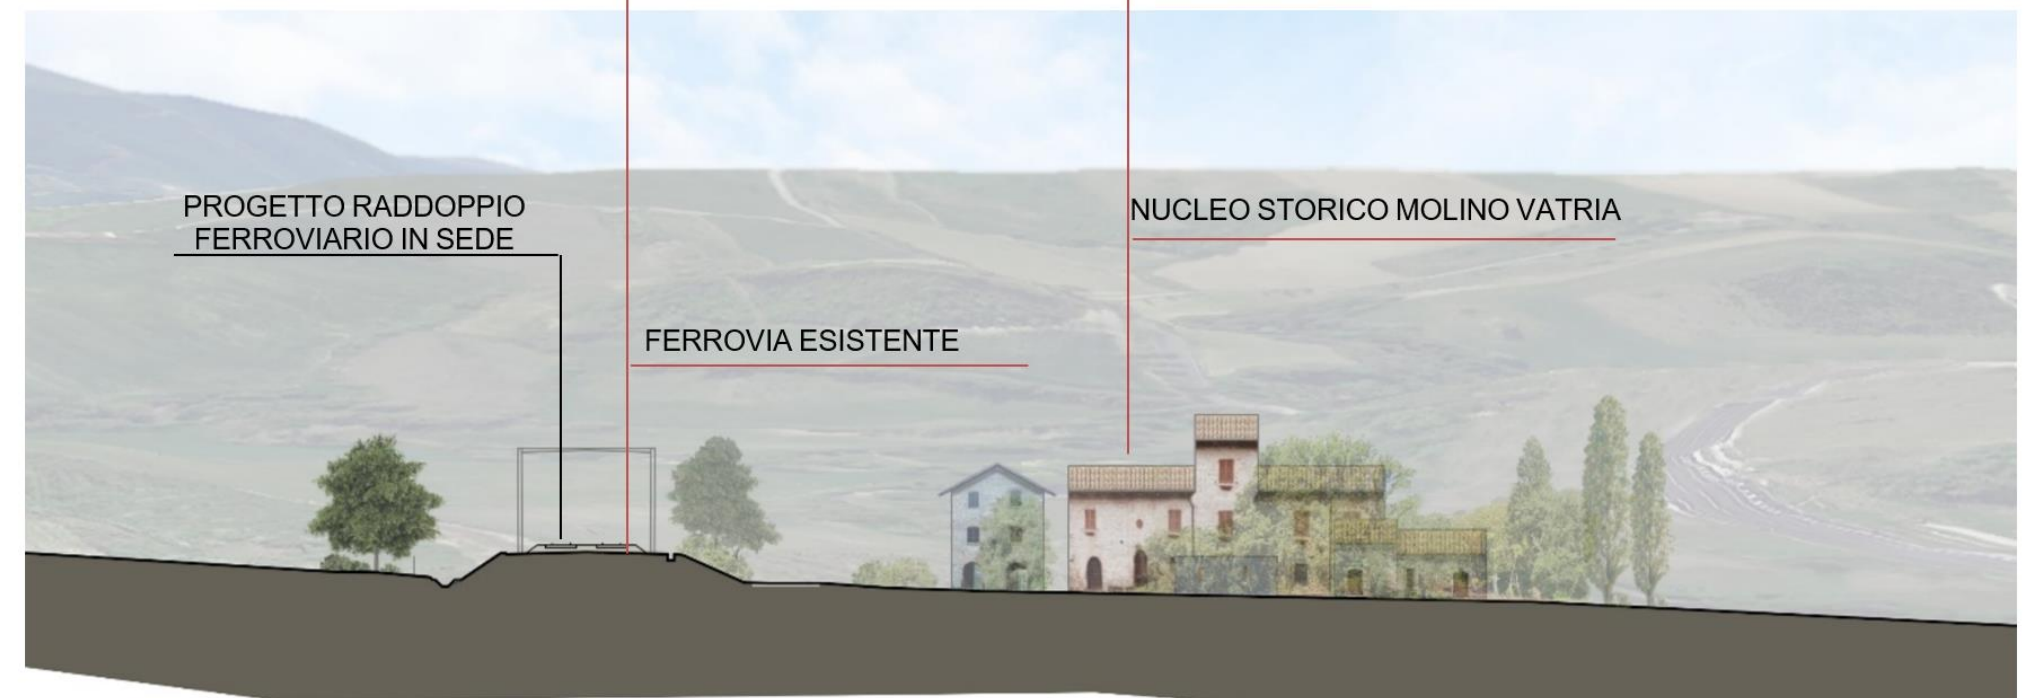 PROGETTO RADDOPPIO
FERROVIARIO IN SEDE
NUCLEO STORICO MOLINO VATRIA
FERROVIA ESISTENTE